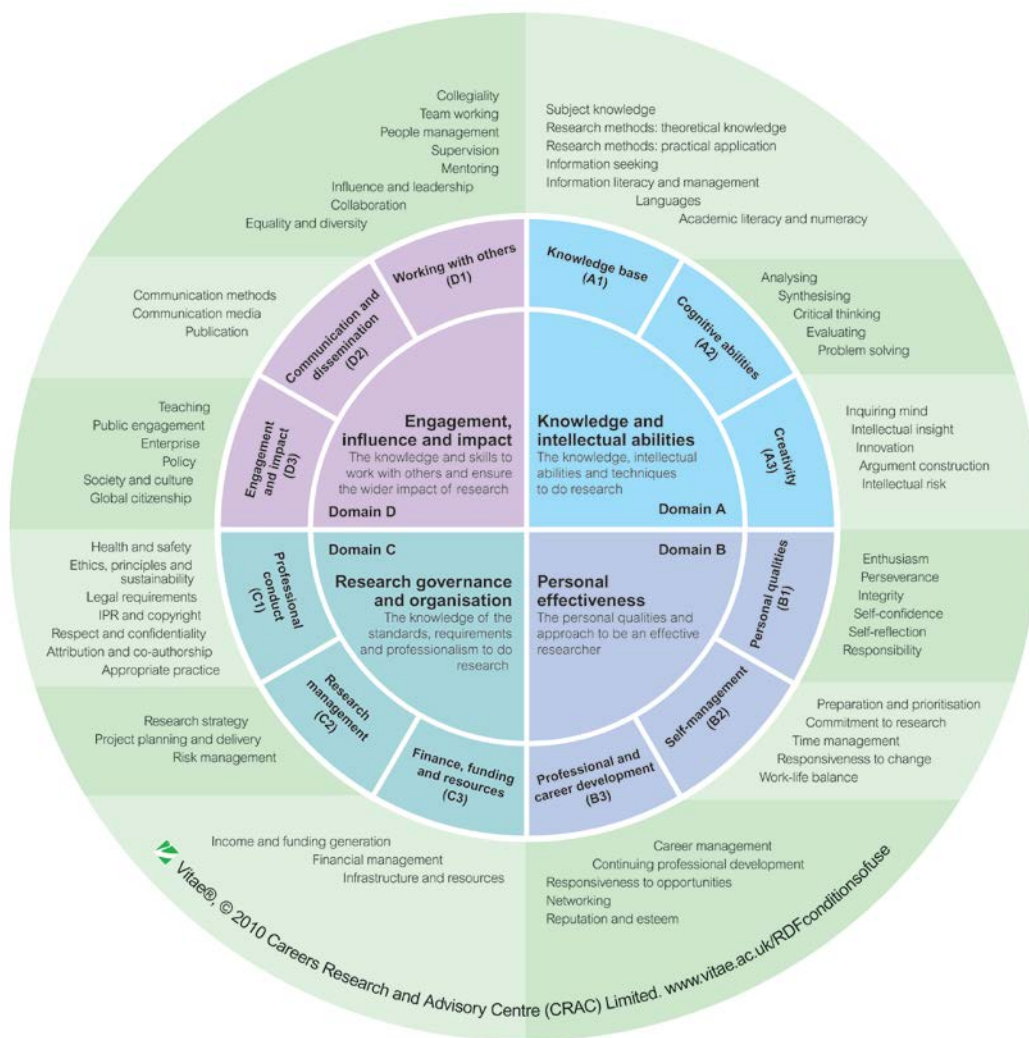 Collegiality
Team working
People management
Supervision
Mentoring
Influence and leadership
Collaboration
Equality and diversity
Subject knowledge
Research methods: theoretical knowledge
Research methods: practical application
Information seeking
Information literacy and management
Languages
Academic literacy and numeracy
Working with others
(D1)
Knowledge base
(A1)
Communication methods
Communication media
Publication
Communication and
dissemination
(D2)
Cognitive abilities
(A2)
Analysing
Synthesising
Critical thinking
Evaluating
Problem solving
Teaching
Public engagement
Enterprise
Policy
Society and culture
Global citizenship
Engagement
and impact
(D3)
Engagement,
influence and impact
The knowledge and skills to
work with others and ensure
the wider impact of research
Domain D
Knowledge and
intellectual abilities
The knowledge, intellectual
abilities and techniques
to do research
Domain A
Creativity
(A3)
Inquiring mind
Intellectual insight
Innovation
Argument construction
Intellectual risk
Health and safety
Ethics, principles and
sustainability
Legal requirements
IPR and copyright
Respect and confidentiality
Attribution and co-authorship
Appropriate practice
Professional
conduct
(C1)
Domain C
Research governance
and organisation
The knowledge of the
standards, requirements
and professionalism to do
research
Domain B
Personal
effectiveness
The personal qualities and
approach to be an effective
researcher
Personal qualities
(B1)
Enthusiasm
Perseverance
Integrity
Self-confidence
Self-reflection
Responsibility
Research strategy
Project planning and delivery
Risk management
Research
management
(C2)
Self-management
(B2)
Preparation and prioritisation
Commitment to research
Time management
Responsiveness to change
Work-life balance
Finance, funding
and resources
(C3)
Professional and
career development
(B3)
Income and funding generation
Financial management
Infrastructure and resources
Career management
Continuing professional development
Responsiveness to opportunities
Networking
Reputation and esteem
Vitae®, © 2010 Careers Research and Advisory Centre (CRAC) Limited. www.vitae.ac.uk/RDFconditionsofuse